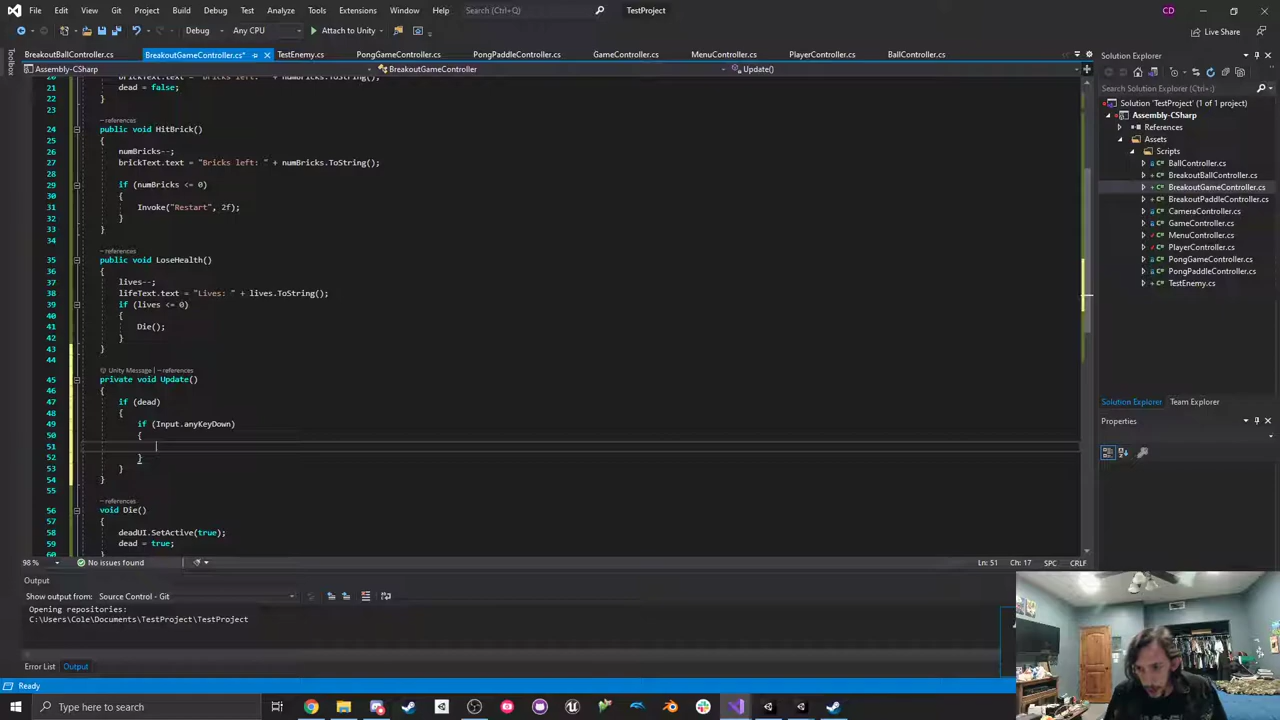 File Edit View Git Project Build Debug Test Analyze Tools Extensions Window Help Search (Ctrl+;) TestProject CD
Debug Any CPU Attach to Unity Live Share
BreakoutBallController.cs BreakoutGameController.cs* TestEnemy.cs PongGameController.cs PongPaddleController.cs GameController.cs MenuController.cs PlayerController.cs BallController.cs
Toolbox
Assembly-CSharp BreakoutGameController Update()
20 brickText.text = "Bricks left: " + numBricks.ToString();
21 dead = false;
22 }
23
-references
24 public void HitBrick()
25 {
26 numBricks--;
27 brickText.text = "Bricks left: " + numBricks.ToString();
28
29 if (numBricks <= 0)
30 {
31 Invoke("Restart", 2f);
32 }
33 }
34
-references
35 public void LoseHealth()
36 {
37 lives--;
38 lifeText.text = "Lives: " + lives.ToString();
39 if (lives <= 0)
40 {
41 Die();
42 }
43 }
44
Unity Message | -references
45 private void Update()
46 {
47 if (dead)
48 {
49 if (Input.anyKeyDown)
50 {
51
52 }
53 }
54 }
55
-references
56 void Die()
57 {
58 deadUI.SetActive(true);
59 dead = true;
60 }
98 % No issues found Ln: 51 Ch: 17 SPC CRLF
Output
Show output from: Source Control - Git
Opening repositories:
C:\Users\Cole\Documents\TestProject\TestProject
Error List Output
Ready
Solution Explorer
Search Solution Explorer (Ctrl+;)
Solution 'TestProject' (1 of 1 project)
Assembly-CSharp
References
Assets
Scripts
BallController.cs
BreakoutBallController.cs
BreakoutGameController.cs
BreakoutPaddleController.cs
CameraController.cs
GameController.cs
MenuController.cs
PlayerController.cs
PongGameController.cs
PongPaddleController.cs
TestEnemy.cs
Solution Explorer Team Explorer
Properties
Type here to search